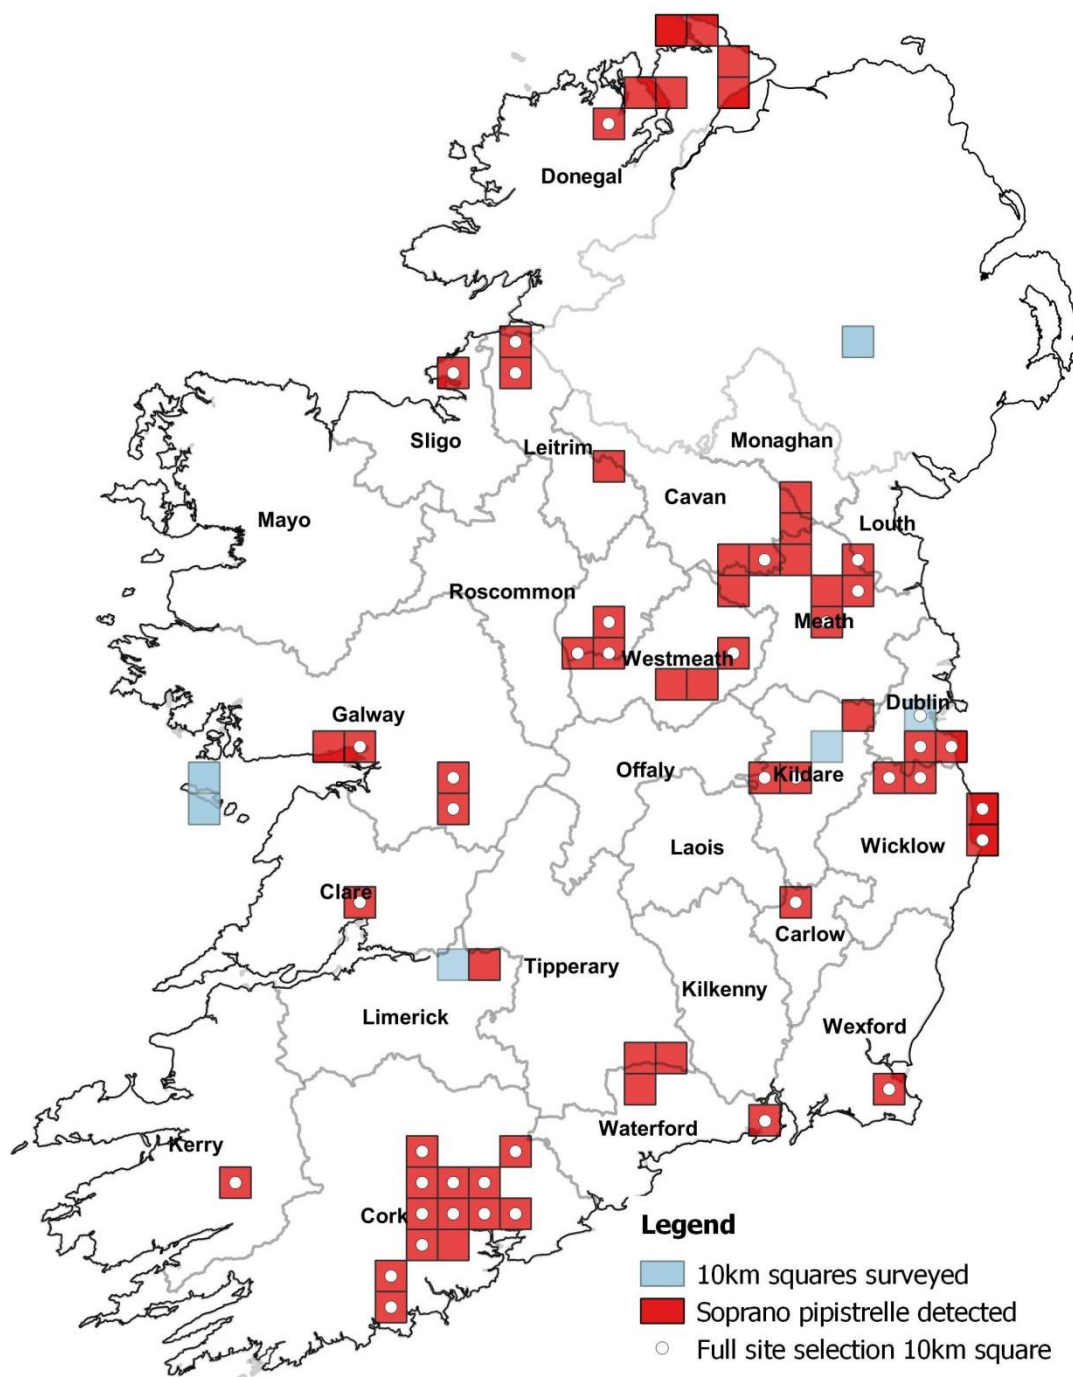 Donegal
Sligo
Leitrim
Monaghan
Cavan
Mayo
Louth
Roscommon
Meath
Westmeath
Galway
Dublin
Offaly
Kildare
Laois
Wicklow
Clare
Carlow
Tipperary
Kilkenny
Limerick
Wexford
Waterford
Kerry
Cork
Legend
10km squares surveyed
Soprano pipistrelle detected
Full site selection 10km square